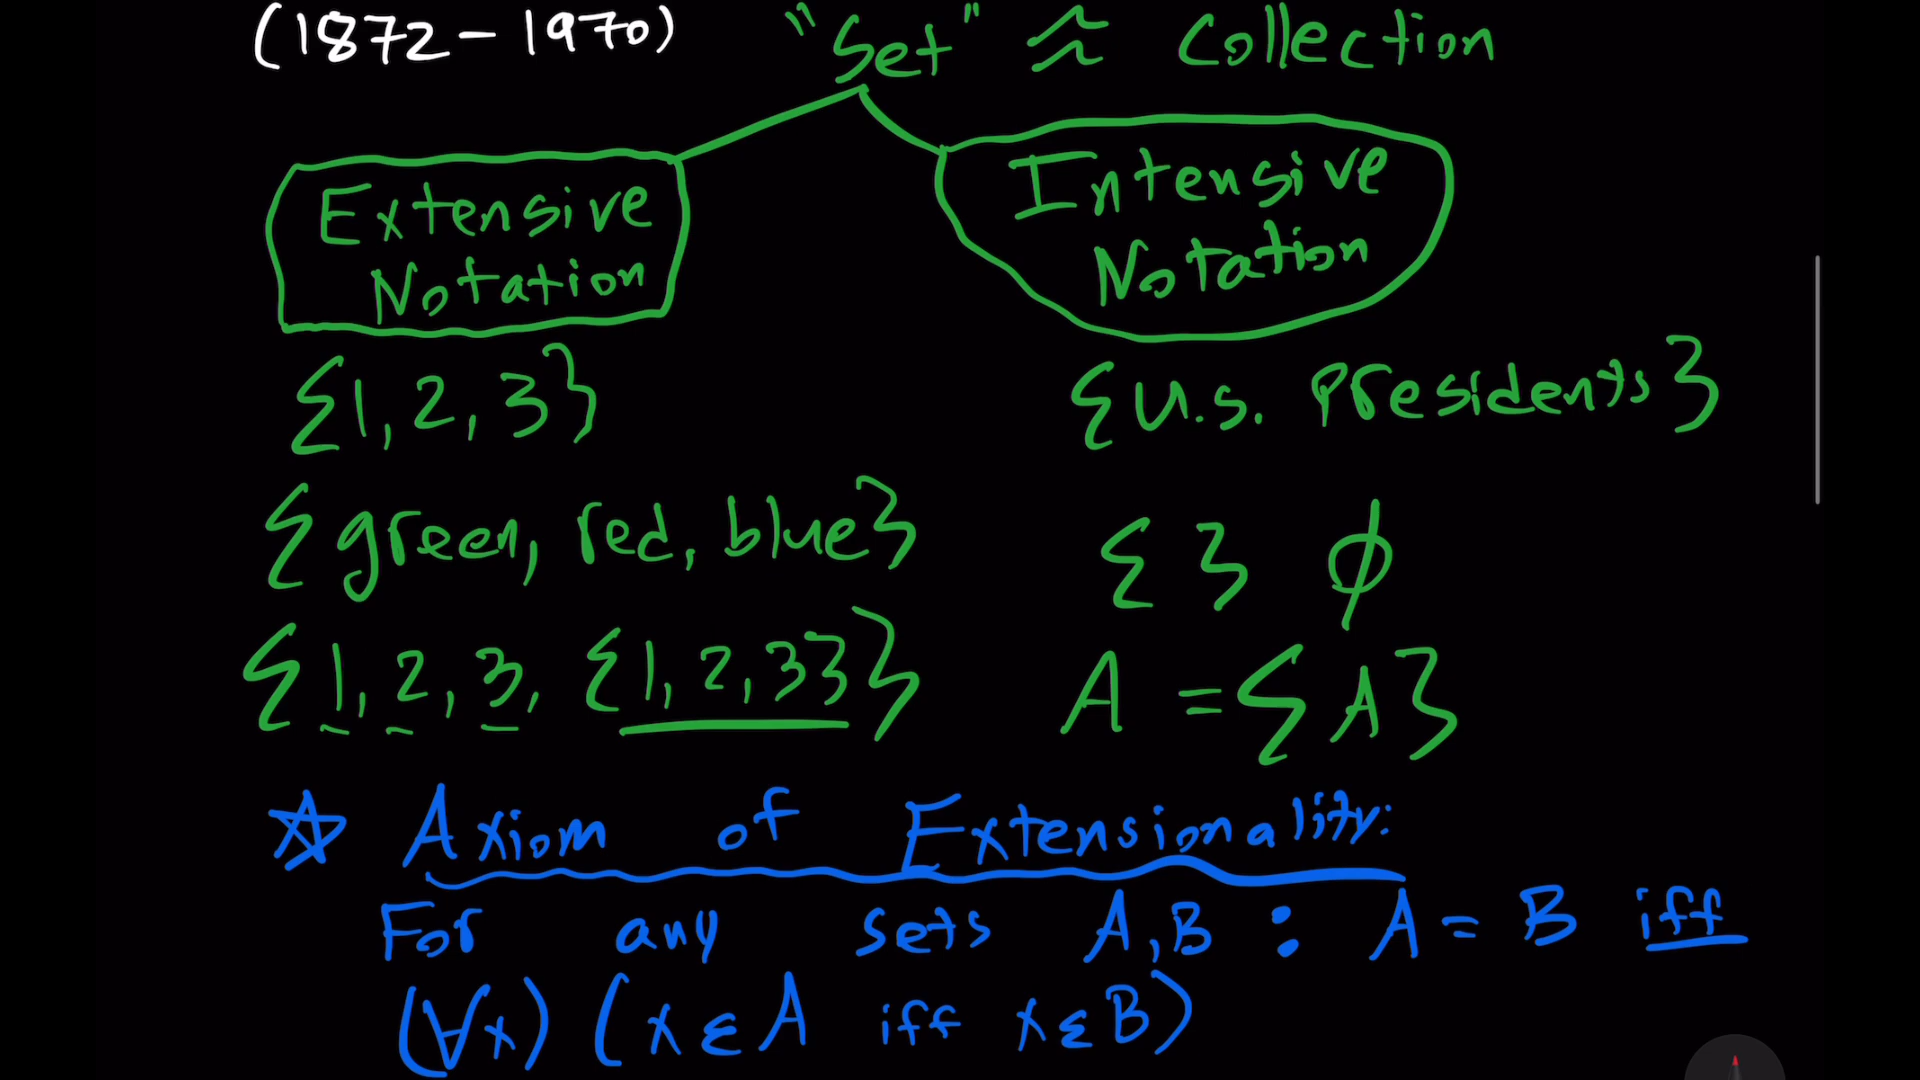 (1872-1970)
"Set" ≈ Collection
Extensive
Notation
Intensive
Notation
{1, 2, 3}
{U.S. Presidents}
{green, red, blue}
{ } ϕ
{1, 2, 3, {1, 2, 3}}
A = {A}
☆ Axiom of Extensionality:
For any sets A, B : A = B iff
(∀x) (x ∈ A iff x ∈ B)